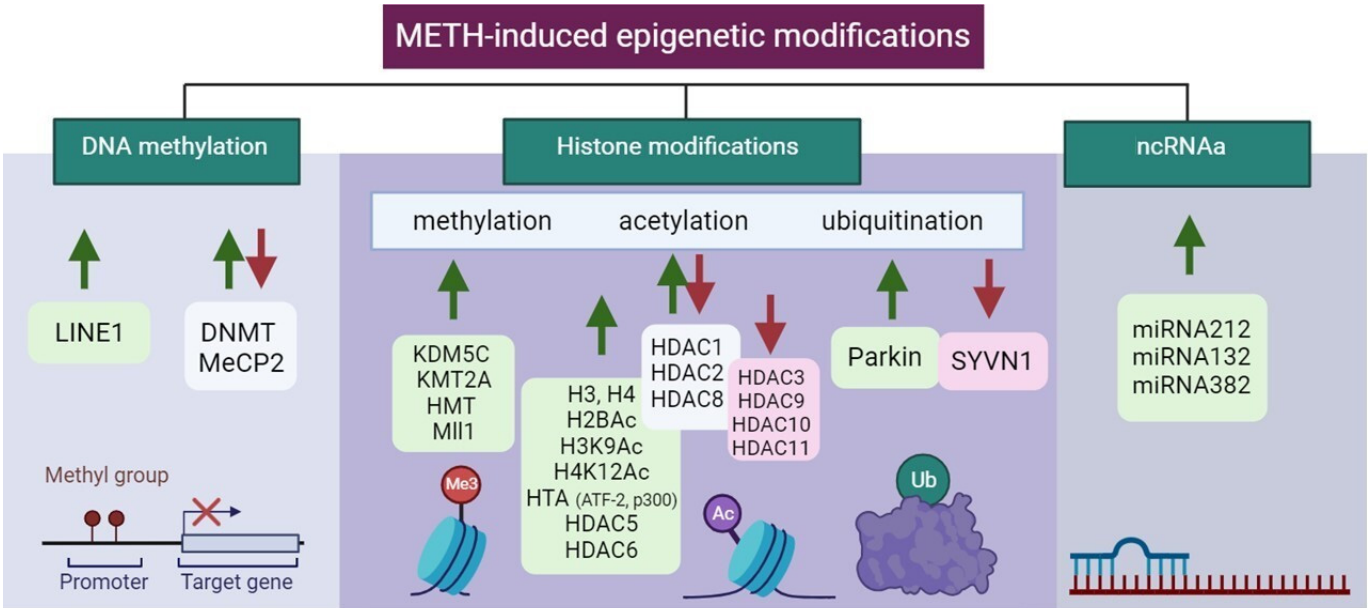 METH-induced epigenetic modifications
DNA methylation
Histone modifications
ncRNAa
methylation
acetylation
ubiquitination
LINE1
DNMT
MeCP2
KDM5C
KMT2A
HMT
Mll1
H3, H4
H2BAc
H3K9Ac
H4K12Ac
HTA (ATF-2, p300)
HDAC5
HDAC6
HDAC1
HDAC2
HDAC8
HDAC3
HDAC9
HDAC10
HDAC11
Parkin
SYVN1
miRNA212
miRNA132
miRNA382
Methyl group
Promoter
Target gene
Me3
Ac
Ub